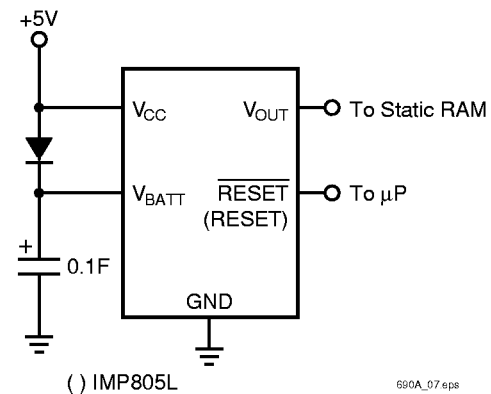 +5V
VCC
VOUT
To Static RAM
VBATT
RESET
(RESET)
To μP
+
0.1F
GND
( ) IMP805L
690A_07.eps